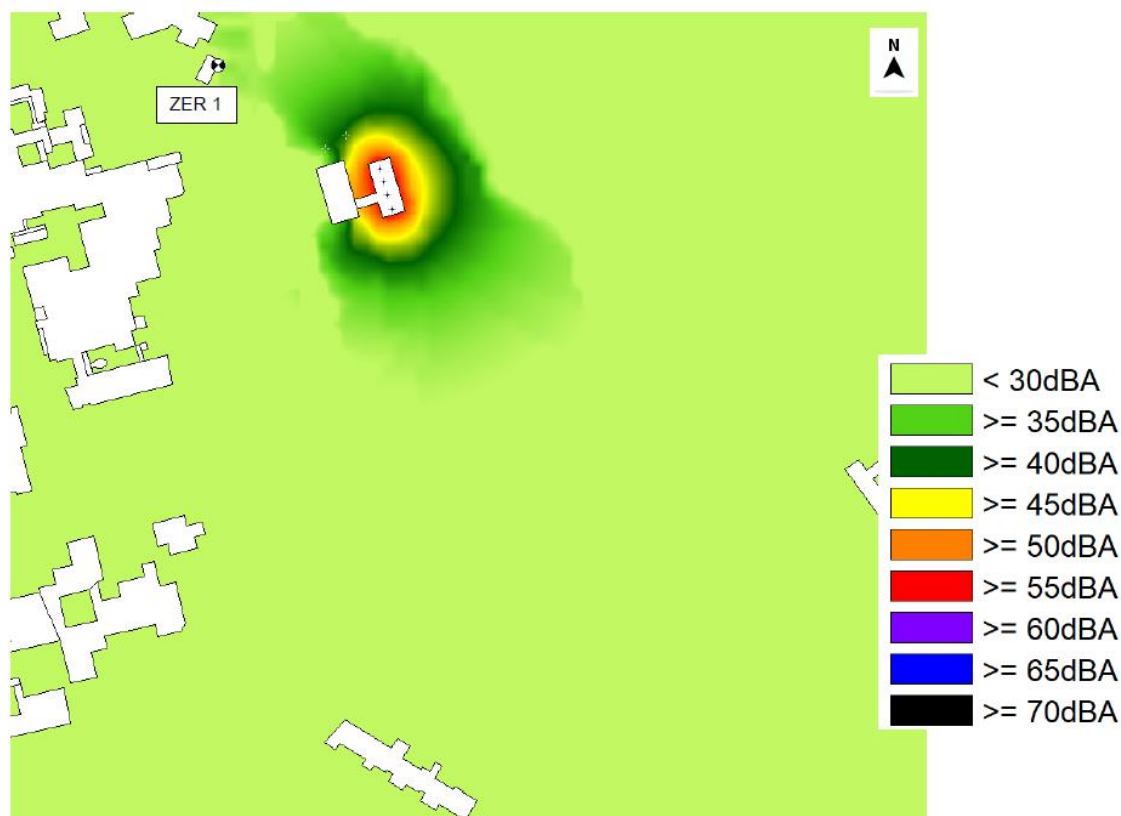 N
ZER 1
< 30dBA
>= 35dBA
>= 40dBA
>= 45dBA
>= 50dBA
>= 55dBA
>= 60dBA
>= 65dBA
>= 70dBA